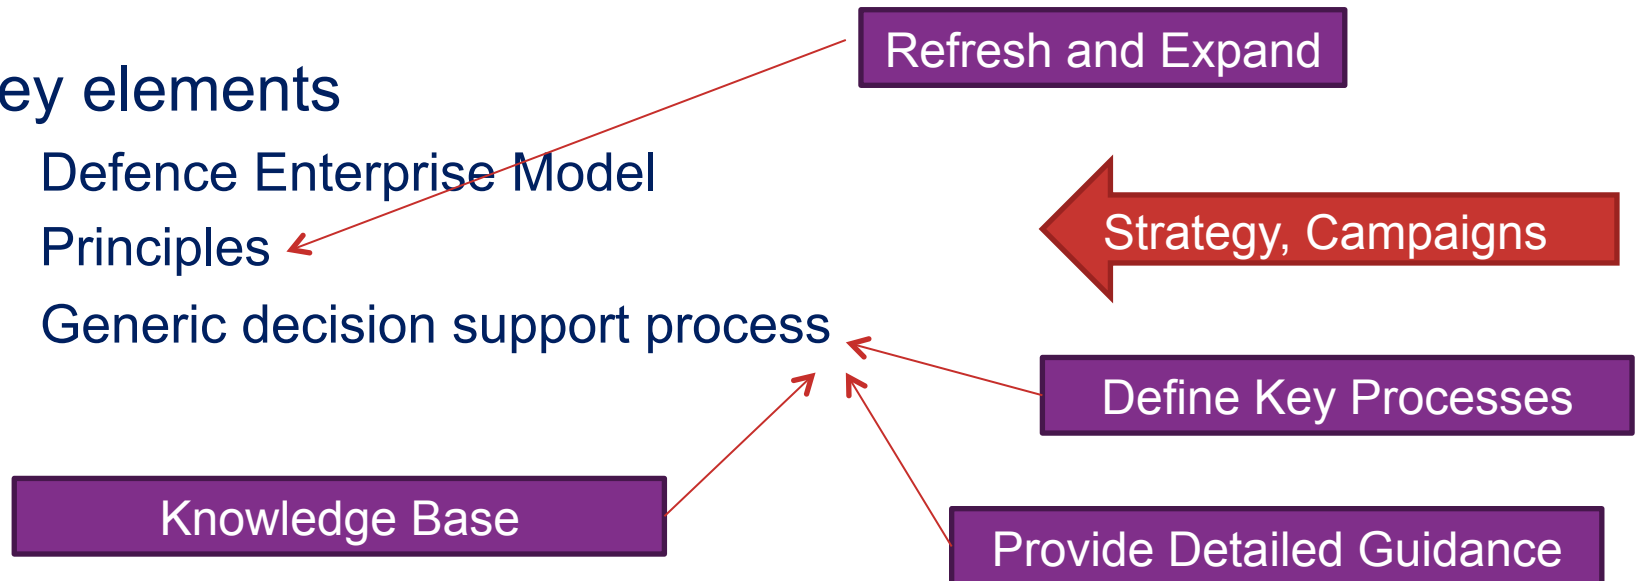 Refresh and Expand
ey elements
Defence Enterprise Model
Principles
Strategy, Campaigns
Generic decision support process
Define Key Processes
Knowledge Base
Provide Detailed Guidance